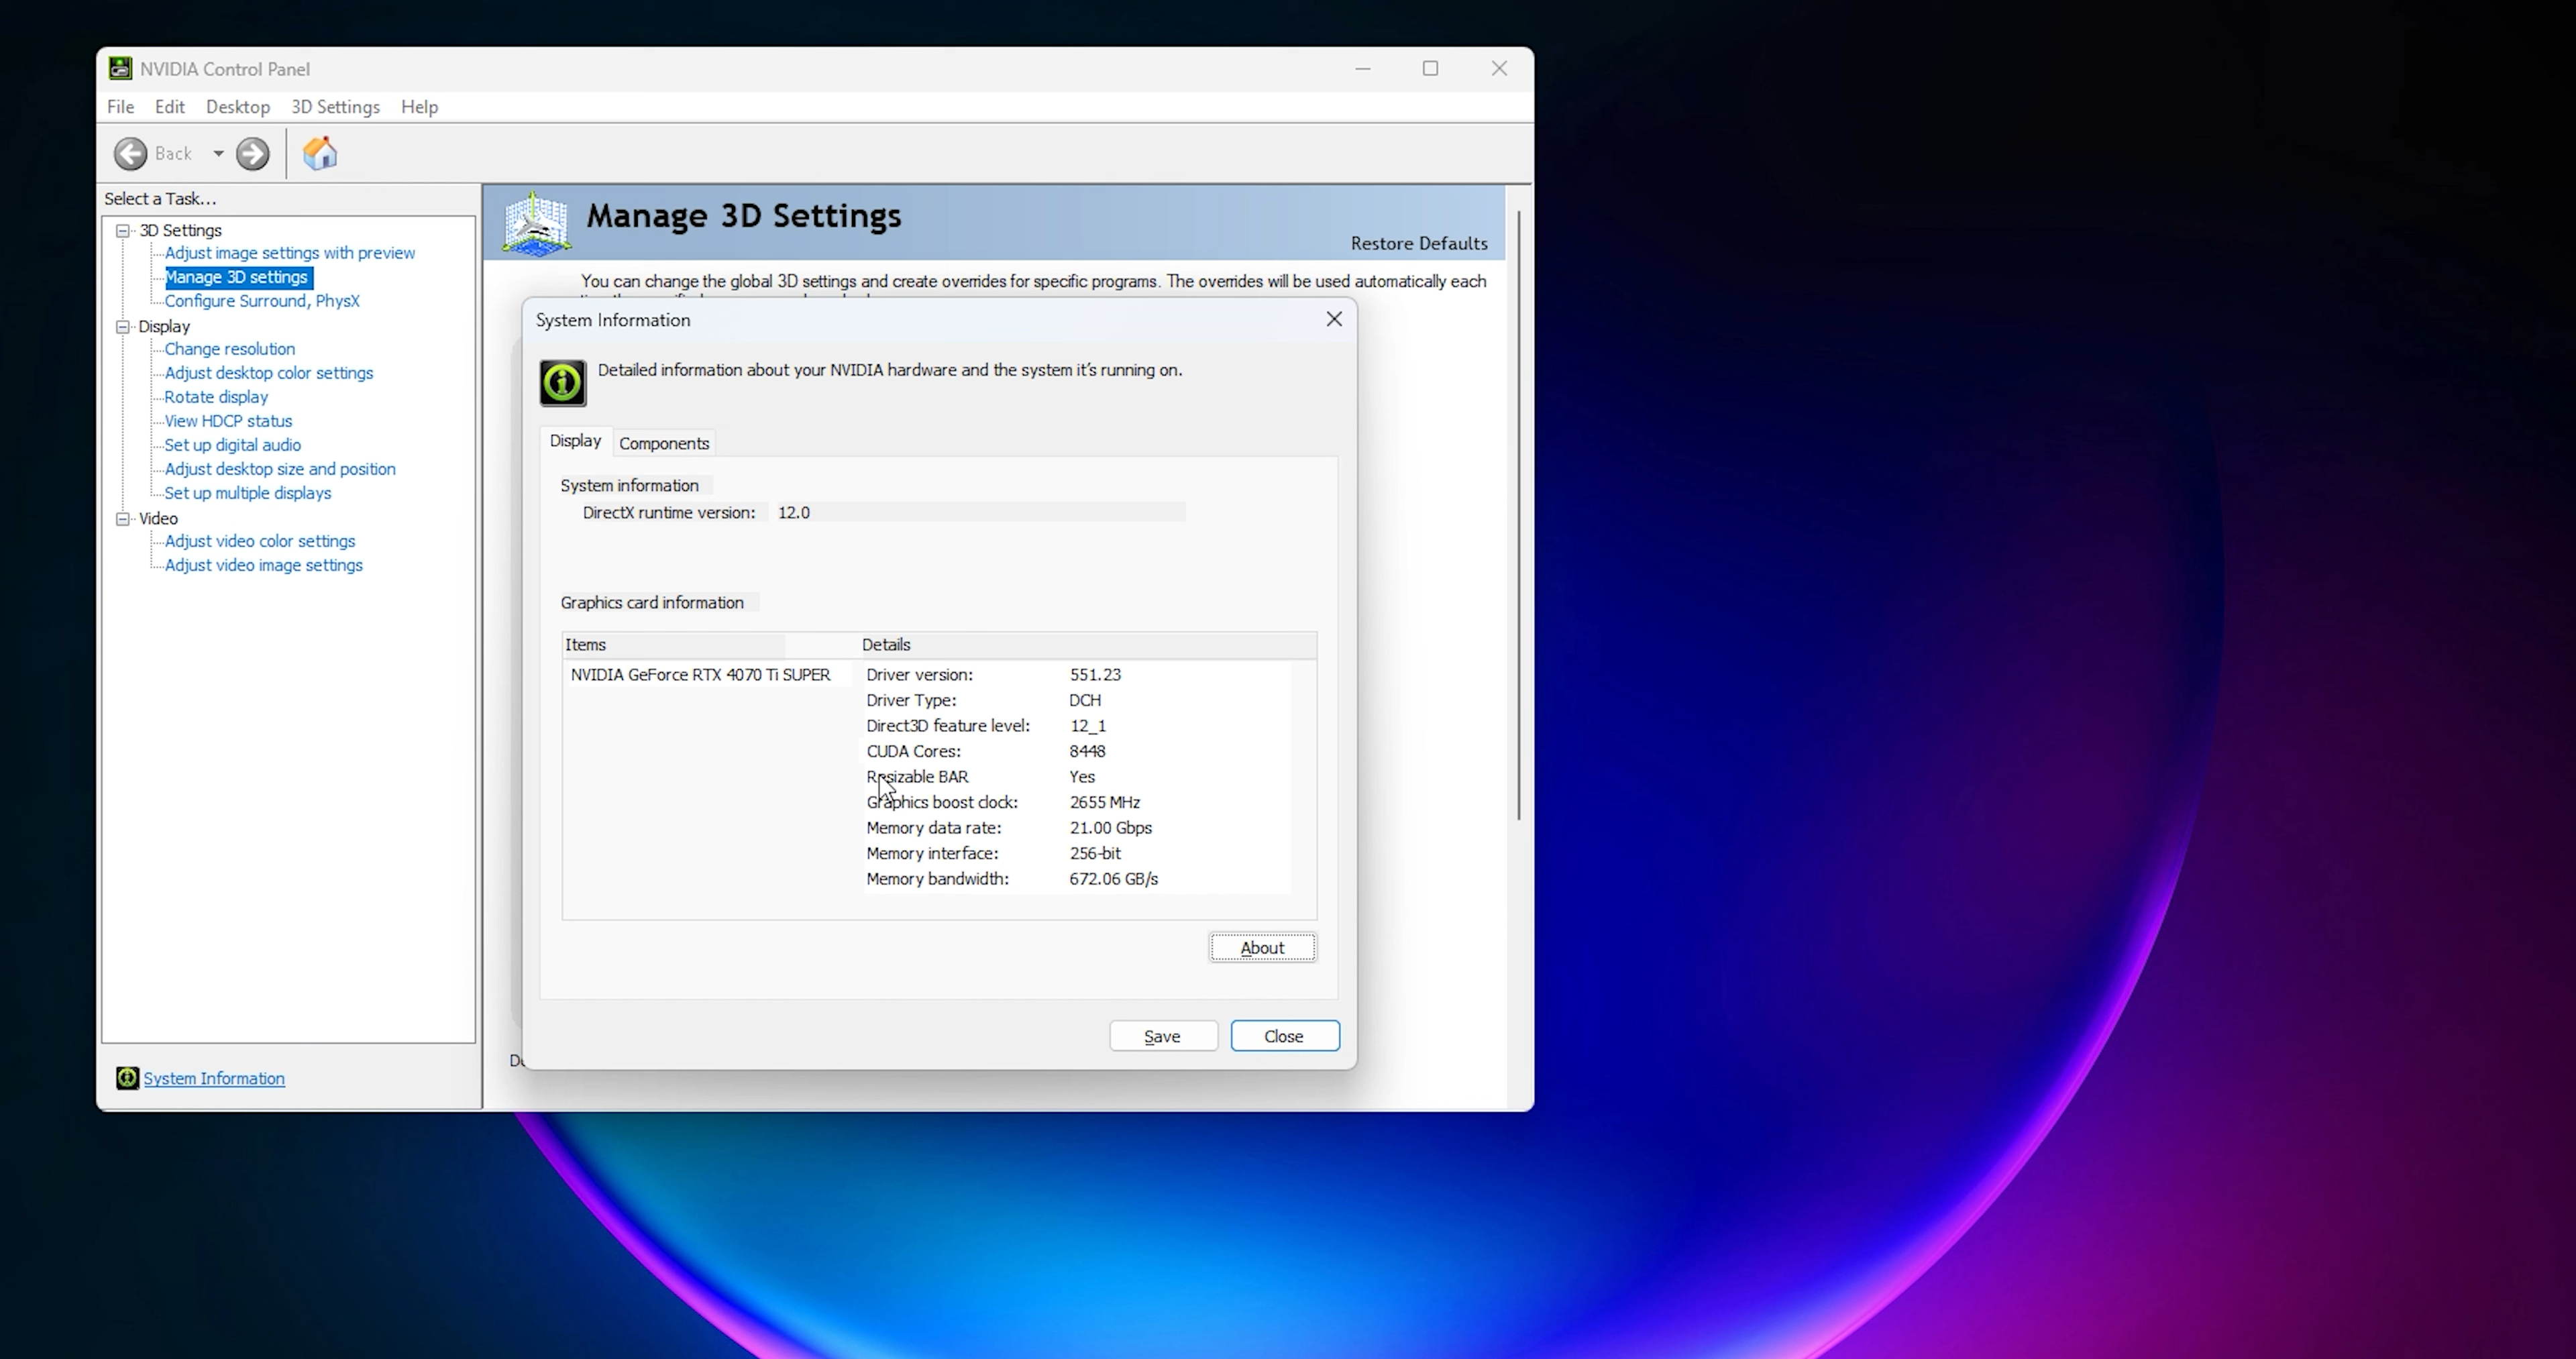 NVIDIA Control Panel
File Edit Desktop 3D Settings Help
Back
Select a Task...
3D Settings
Adjust image settings with preview
Manage 3D settings
Configure Surround, PhysX
Display
Change resolution
Adjust desktop color settings
Rotate display
View HDCP status
Set up digital audio
Adjust desktop size and position
Set up multiple displays
Video
Adjust video color settings
Adjust video image settings
System Information
Manage 3D Settings
Restore Defaults
You can change the global 3D settings and create overrides for specific programs. The overrides will be used automatically each
System Information
Detailed information about your NVIDIA hardware and the system it's running on.
Display Components
System information
DirectX runtime version: 12.0
Graphics card information
Items Details
NVIDIA GeForce RTX 4070 Ti SUPER Driver version: 551.23
Driver Type: DCH
Direct3D feature level: 12_1
CUDA Cores: 8448
Resizable BAR Yes
Graphics boost clock: 2655 MHz
Memory data rate: 21.00 Gbps
Memory interface: 256-bit
Memory bandwidth: 672.06 GB/s
About
Save Close